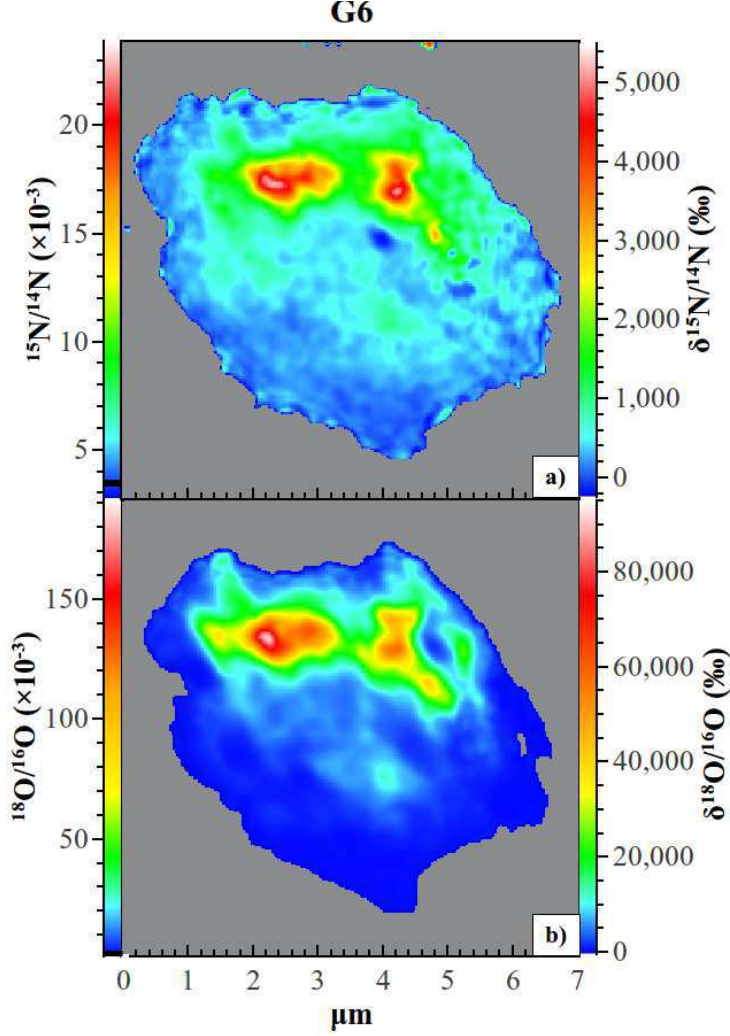 G6
20
15
10
5
¹⁵N/¹⁴N (×10⁻³)
5,000
4,000
3,000
2,000
1,000
0
δ¹⁵N/¹⁴N (‰)
a)
150
100
50
¹⁸O/¹⁶O (×10⁻³)
80,000
60,000
40,000
20,000
0
δ¹⁸O/¹⁶O (‰)
b)
0 1 2 3 4 5 6 7
μm